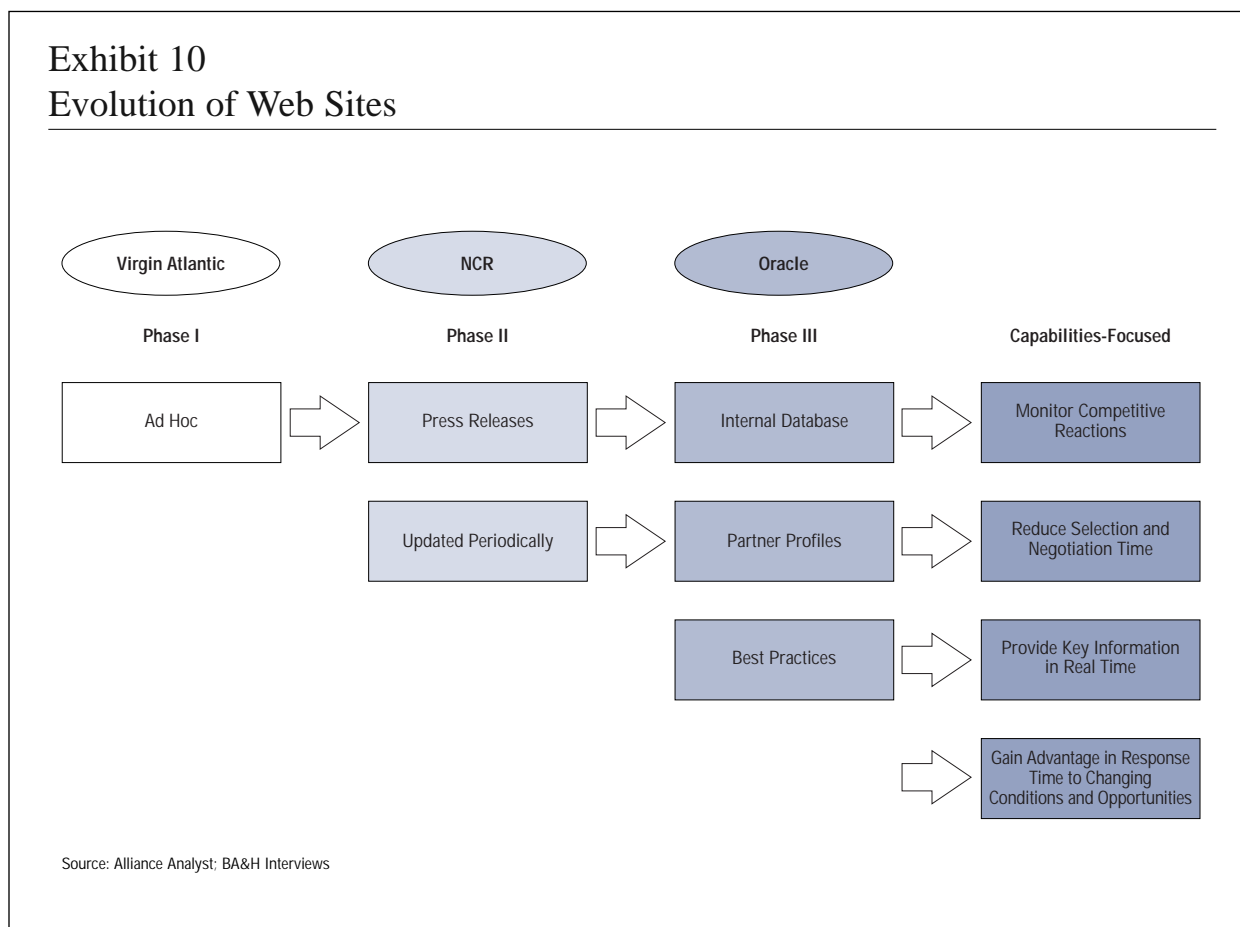 Exhibit 10
Evolution of Web Sites
Virgin Atlantic
NCR
Oracle
Phase I
Phase II
Phase III
Capabilities-Focused
Ad Hoc
Press Releases
Internal Database
Monitor Competitive
Reactions
Updated Periodically
Partner Profiles
Reduce Selection and
Negotiation Time
Best Practices
Provide Key Information
in Real Time
Gain Advantage in Response
Time to Changing
Conditions and Opportunities
Source: Alliance Analyst; BA&H Interviews